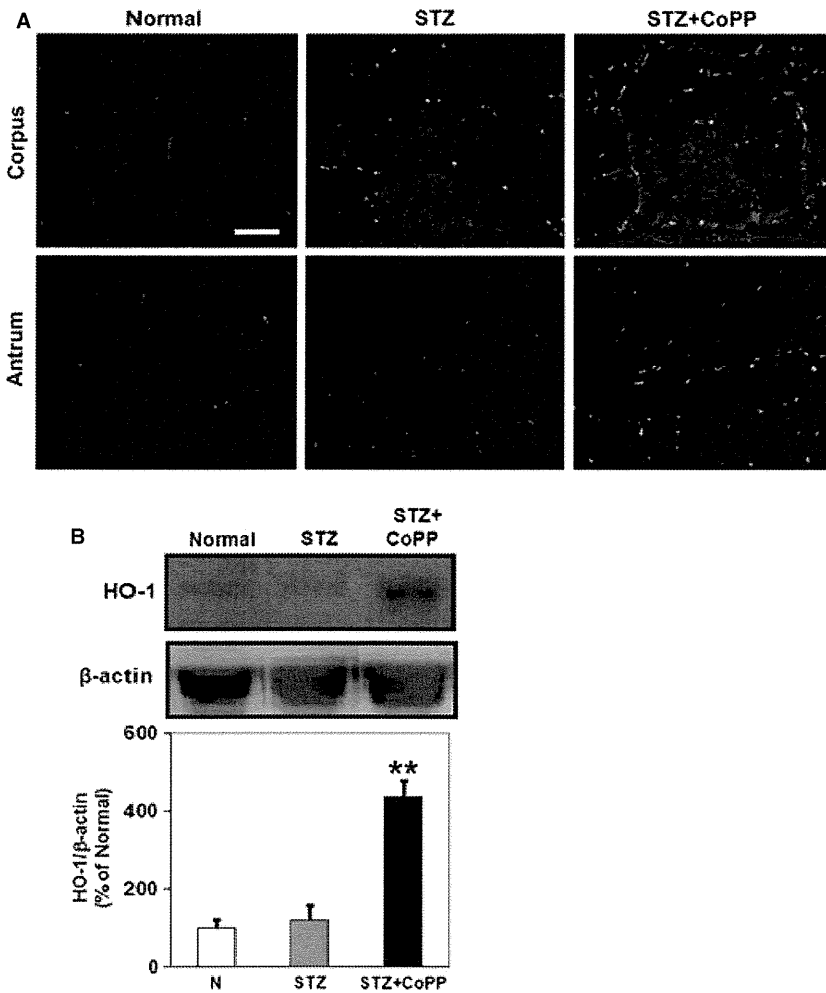 A
Normal STZ STZ+CoPP
Corpus
Antrum
B
Normal STZ STZ+
CoPP
HO-1
β-actin
HO-1/β-actin
(% of Normal)
600
400
200
0
**
N STZ STZ+CoPP